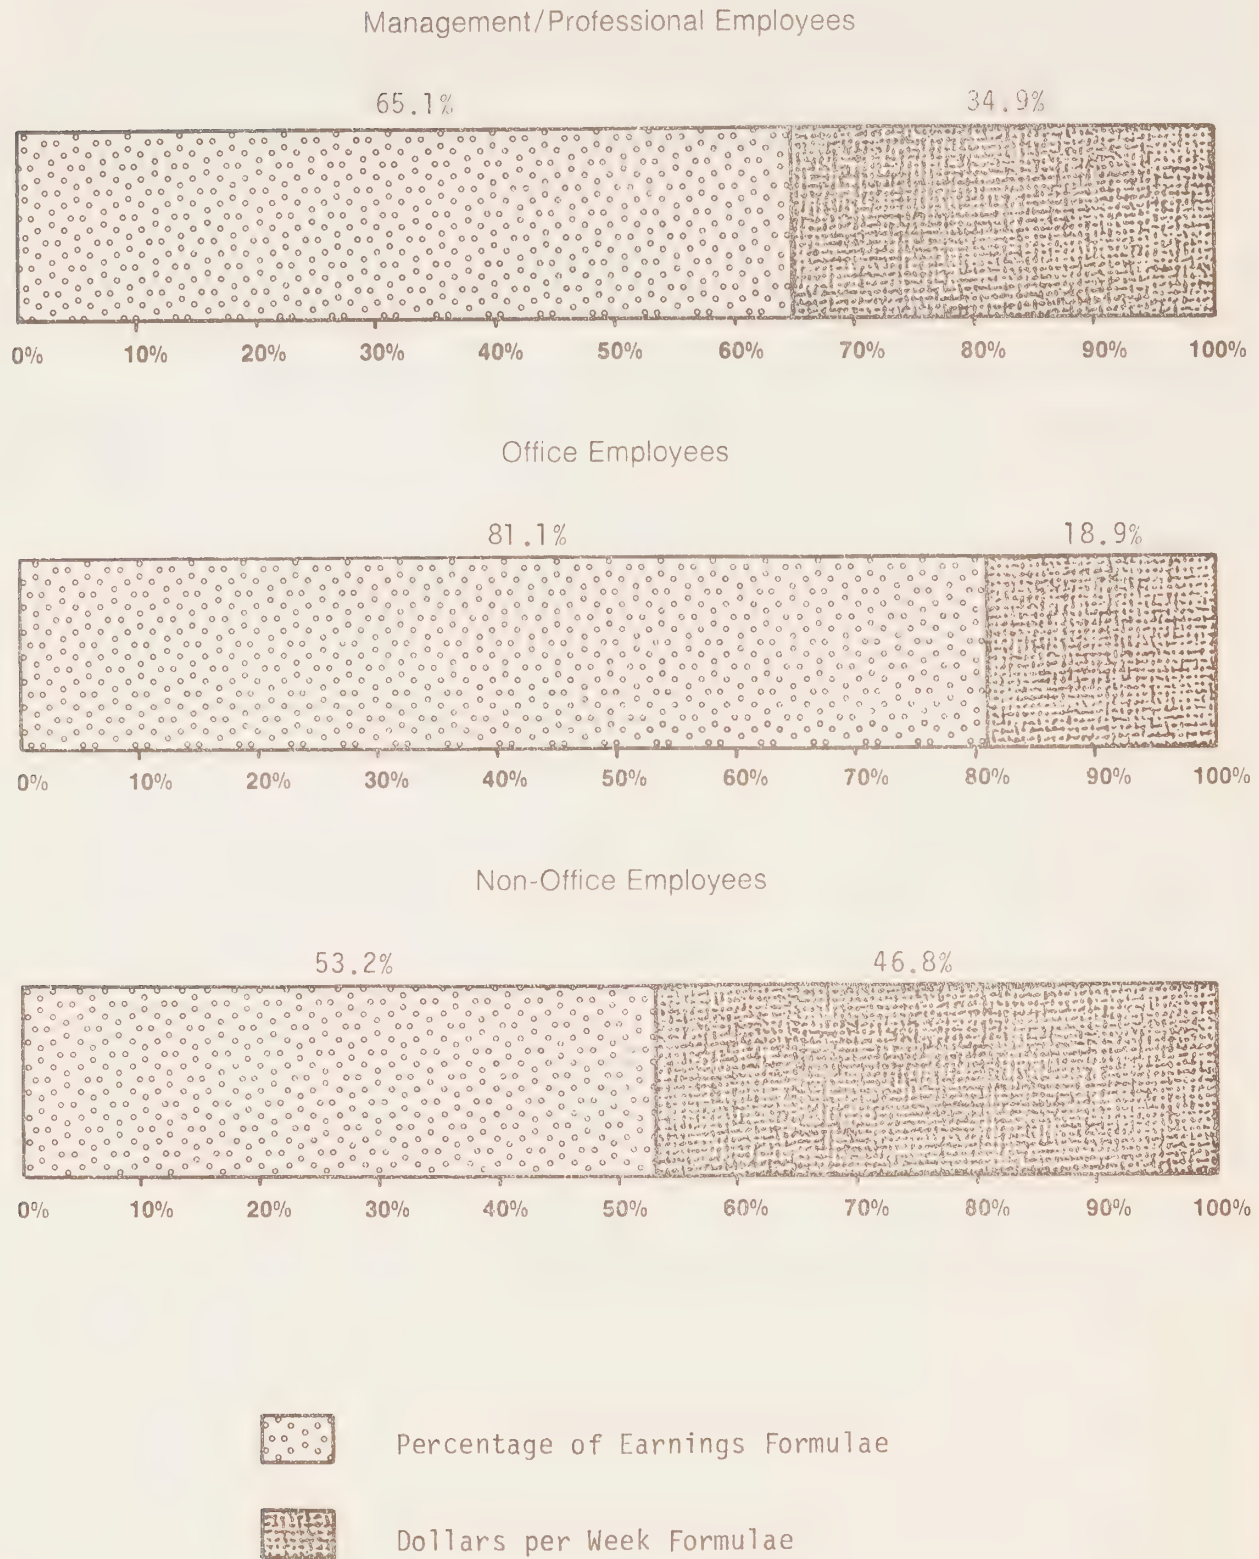 Management/Professional Employees
65.1% 34.9%
0% 10% 20% 30% 40% 50% 60% 70% 80% 90% 100%
Office Employees
81.1% 18.9%
0% 10% 20% 30% 40% 50% 60% 70% 80% 90% 100%
Non-Office Employees
53.2% 46.8%
0% 10% 20% 30% 40% 50% 60% 70% 80% 90% 100%
Percentage of Earnings Formulae
Dollars per Week Formulae